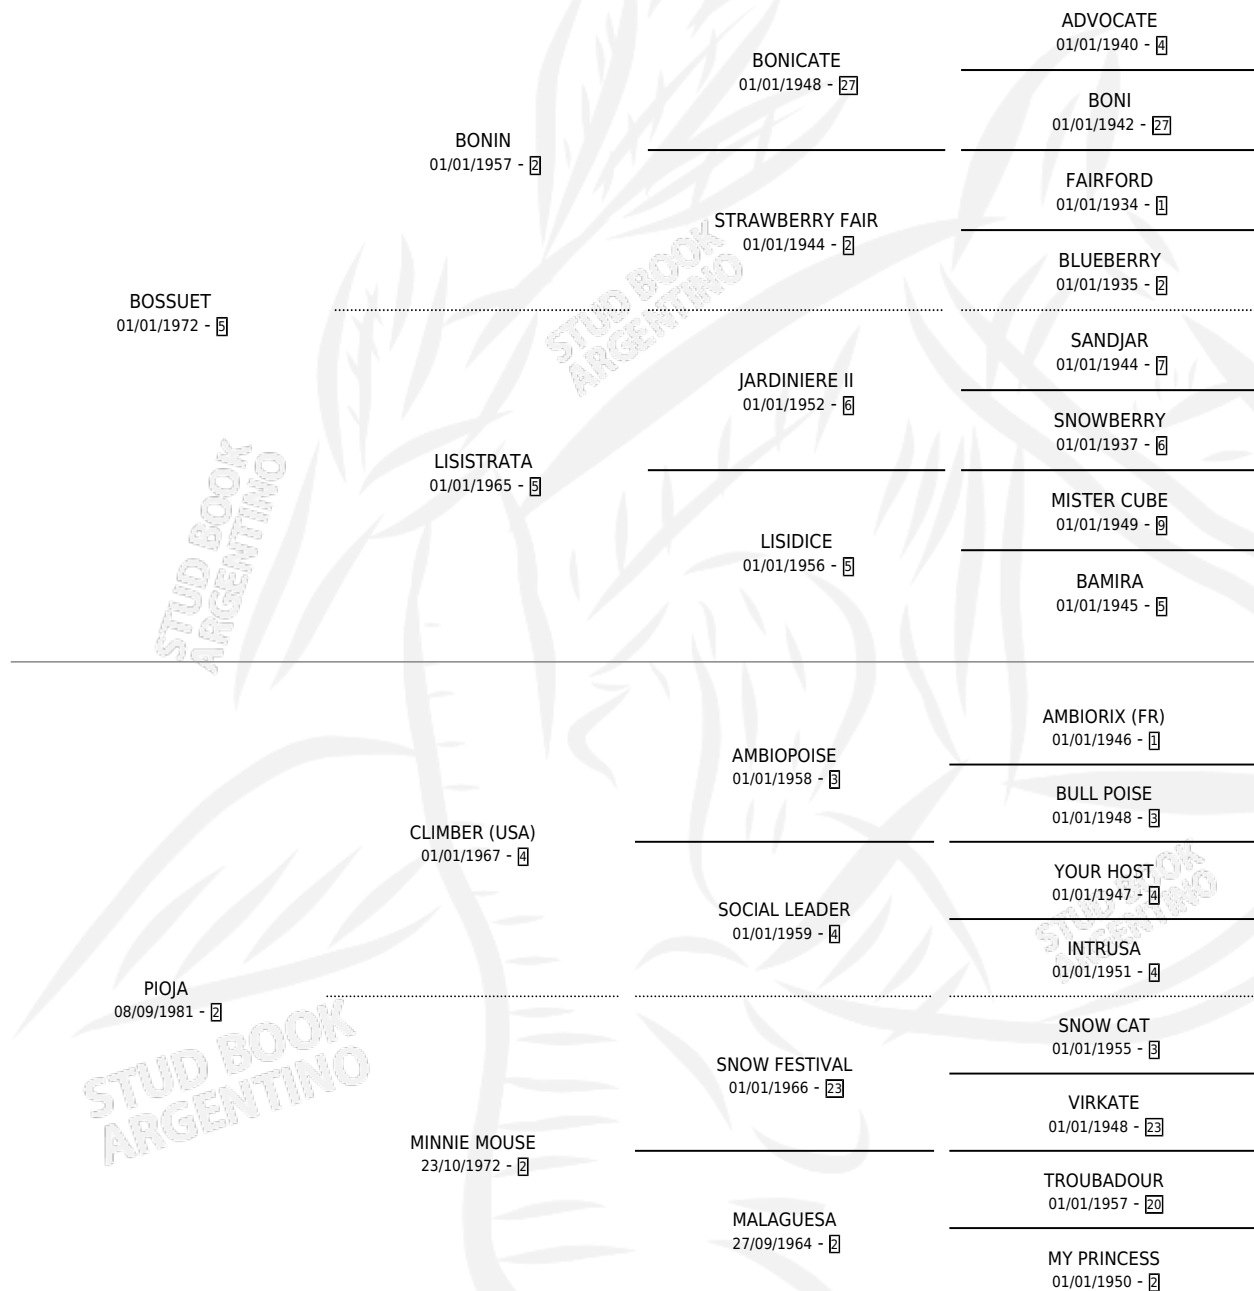 ADVOCATE
01/01/1940 - 4
BONICATE
01/01/1948 - 27
BONI
01/01/1942 - 27
BONIN
01/01/1957 - 2
FAIRFORD
01/01/1934 - 1
STRAWBERRY FAIR
01/01/1944 - 2
BLUEBERRY
01/01/1935 - 2
BOSSUET
01/01/1972 - 5
SANDJAR
01/01/1944 - 7
JARDINIERE II
01/01/1952 - 6
SNOWBERRY
01/01/1937 - 6
LISISTRATA
01/01/1965 - 5
MISTER CUBE
01/01/1949 - 9
LISIDICE
01/01/1956 - 5
BAMIRA
01/01/1945 - 5
AMBIORIX (FR)
01/01/1946 - 1
AMBIOPOISE
01/01/1958 - 3
BULL POISE
01/01/1948 - 3
CLIMBER (USA)
01/01/1967 - 4
YOUR HOST
01/01/1947 - 4
SOCIAL LEADER
01/01/1959 - 4
INTRUSA
01/01/1951 - 4
PIOJA
08/09/1981 - 2
SNOW CAT
01/01/1955 - 3
SNOW FESTIVAL
01/01/1966 - 23
VIRKATE
01/01/1948 - 23
MINNIE MOUSE
23/10/1972 - 2
TROUBADOUR
01/01/1957 - 20
MALAGUESA
27/09/1964 - 2
MY PRINCESS
01/01/1950 - 2
STUD BOOK
ARGENTINO
STUD BOOK
ARGENTINO
STUD BOOK
ARGENTINO
STUD BOOK
ARGENTINO